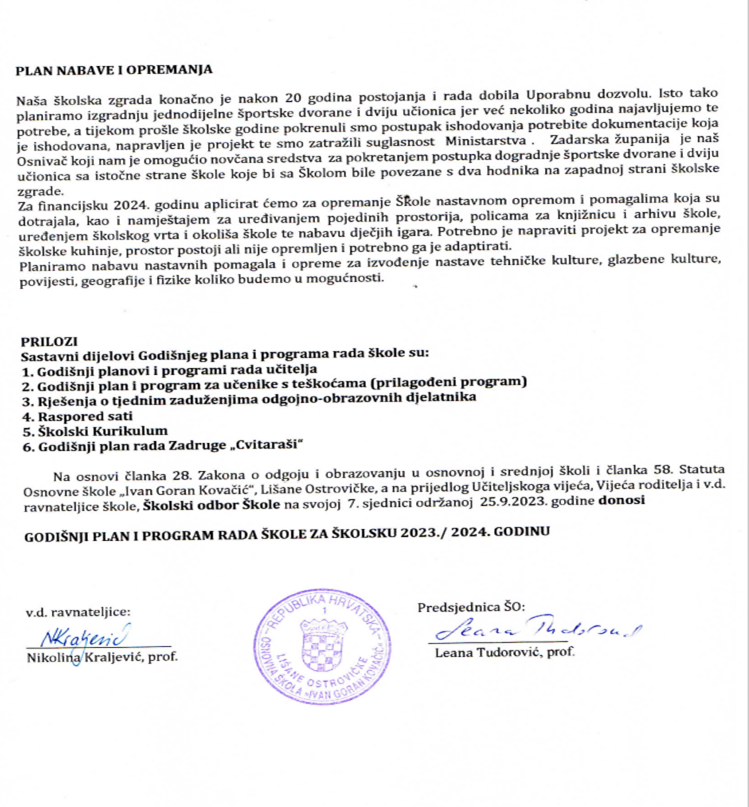 PLAN NABAVE I OPREMANJA
Naša školska zgrada konačno je nakon 20 godina postojanja i rada dobila Uporabnu dozvolu. Isto tako
planiramo izgradnju jednodijelne športske dvorane i dviju učionica jer već nekoliko godina najavljujemo te
potrebe, a tijekom prošle školske godine pokrenuli smo postupak ishodovanja potrebite dokumentacije koja
je ishodovana, napravljen je projekt te smo zatražili suglasnost Ministarstva . Zadarska županija je naš
Osnivač koji nam je omogućio novčana sredstva za pokretanjem postupka dogradnje športske dvorane i dviju
učionica sa istočne strane škole koje bi sa Školom bile povezane s dva hodnika na zapadnoj strani školske
zgrade.
Za financijsku 2024. godinu aplicirat ćemo za opremanje Škole nastavnom opremom i pomagalima koja su
dotrajala, kao i namještajem za uređivanjem pojedinih prostorija, policama za knjižnicu i arhivu škole,
uređenjem školskog vrta i okoliša škole te nabavu dječjih igara. Potrebno je napraviti projekt za opremanje
školske kuhinje, prostor postoji ali nije opremljen i potrebno ga je adaptirati.
Planiramo nabavu nastavnih pomagala i opreme za izvođenje nastave tehničke kulture, glazbene kulture,
povijesti, geografije i fizike koliko budemo u mogućnosti.
PRILOZI
Sastavni dijelovi Godišnjeg plana i programa rada škole su:
1. Godišnji planovi i programi rada učitelja
2. Godišnji plan i program za učenike s teškoćama (prilagođeni program)
3. Rješenja o tjednim zaduženjima odgojno-obrazovnih djelatnika
4. Raspored sati
5. Školski Kurikulum
6. Godišnji plan rada Zadruge „Cvitaraši“
Na osnovi članka 28. Zakona o odgoju i obrazovanju u osnovnoj i srednjoj školi i članka 58. Statuta
Osnovne škole „Ivan Goran Kovačić“, Lišane Ostrovičke, a na prijedlog Učiteljskoga vijeća, Vijeća roditelja i v.d.
ravnateljice škole, Školski odbor Škole na svojoj 7. sjednici održanoj 25.9.2023. godine donosi
GODIŠNJI PLAN I PROGRAM RADA ŠKOLE ZA ŠKOLSKU 2023./ 2024. GODINU
v.d. ravnateljice:
NKraljević
Nikolina Kraljević, prof.
REPUBLIKA HRVATSKA
1
OSNOVNA ŠKOLA »IVAN GORAN KOVAČIĆ«
LIŠANE OSTROVIČKE
Predsjednica ŠO:
Leana Tudorović
Leana Tudorović, prof.